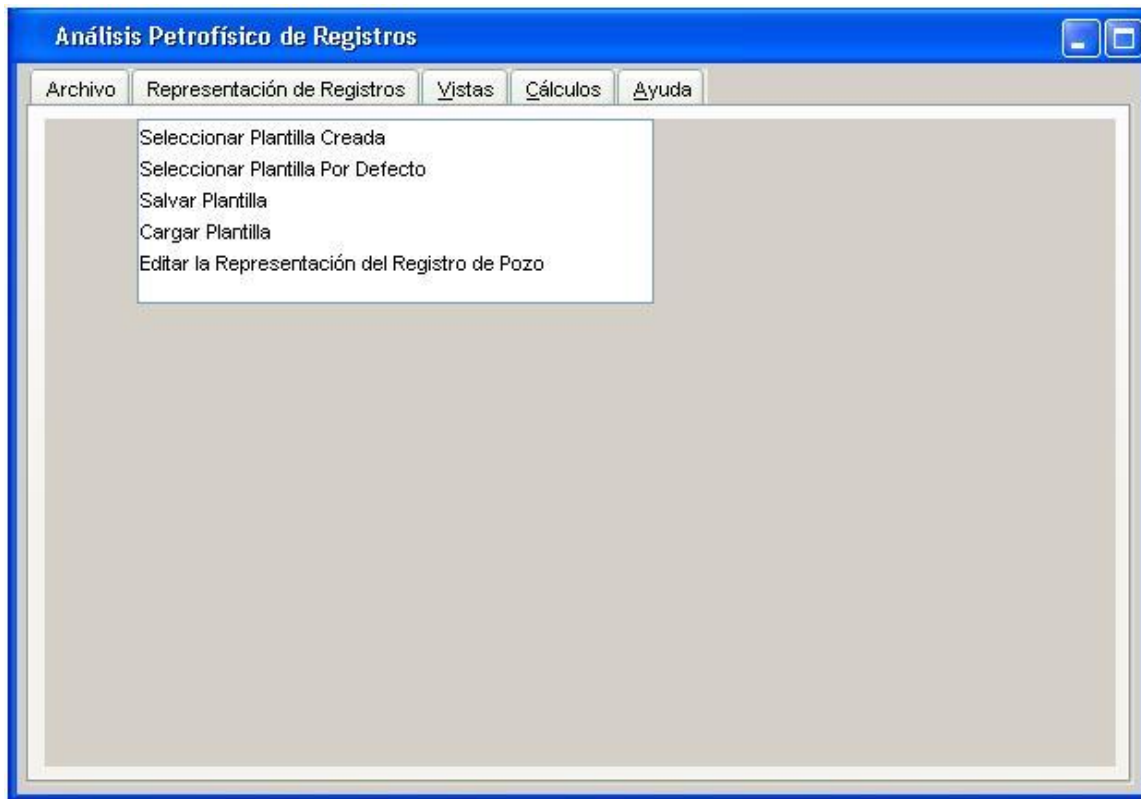 Análisis Petrofísico de Registros
Archivo Representación de Registros Vistas Cálculos Ayuda
Seleccionar Plantilla Creada
Seleccionar Plantilla Por Defecto
Salvar Plantilla
Cargar Plantilla
Editar la Representación del Registro de Pozo